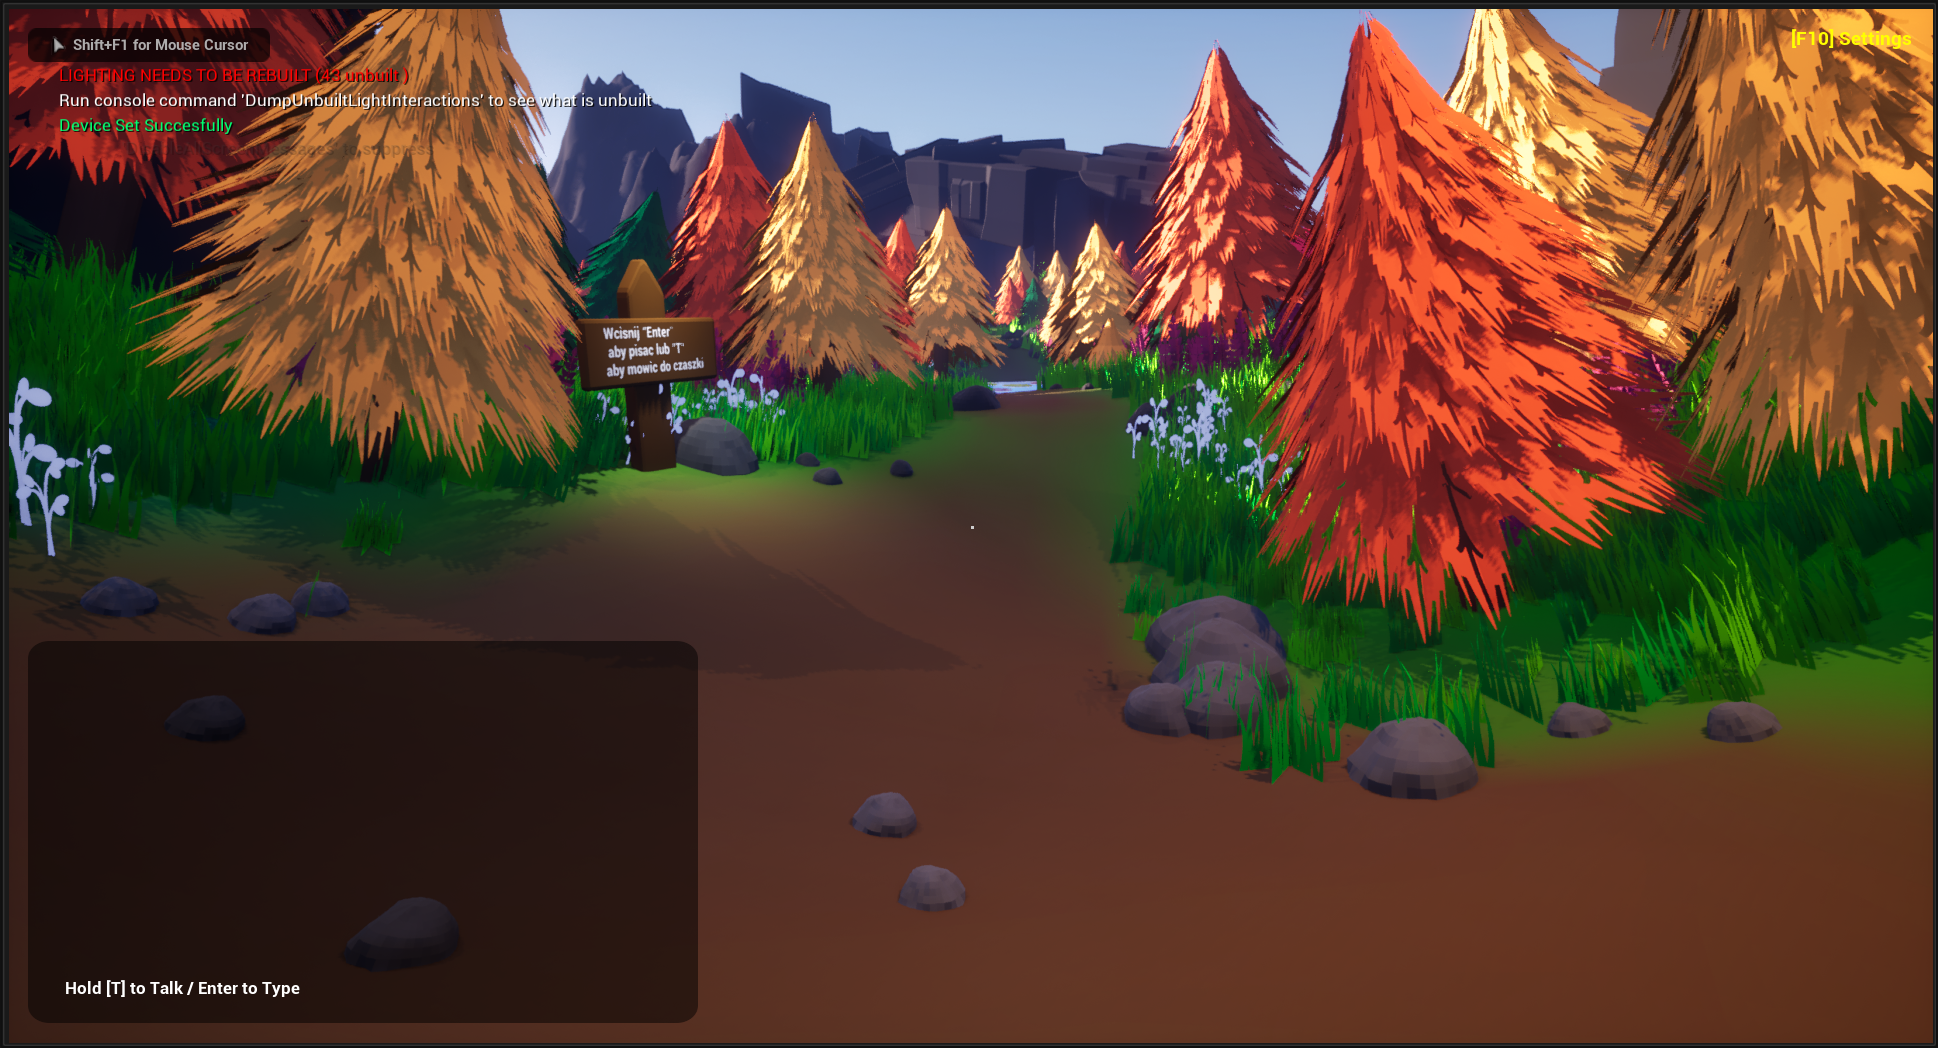 Shift+F1 for Mouse Cursor
[F10] Settings
LIGHTING NEEDS TO BE REBUILT (43 unbuilt )
Run console command 'DumpUnbuiltLightInteractions' to see what is unbuilt
Device Set Succesfully
to suppress
Wcisnij "Enter"
aby pisac lub "T"
aby mowic do czaszki
Hold [T] to Talk / Enter to Type